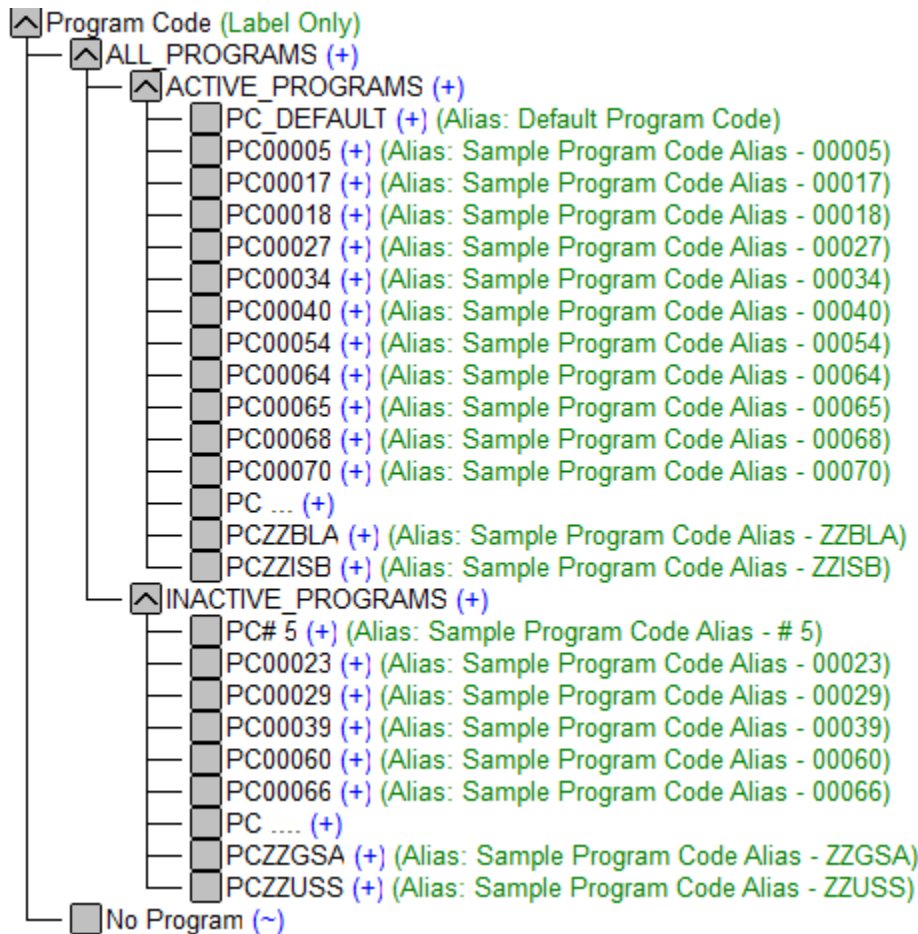 Program Code (Label Only)
ALL_PROGRAMS (+)
ACTIVE_PROGRAMS (+)
PC_DEFAULT (+) (Alias: Default Program Code)
PC00005 (+) (Alias: Sample Program Code Alias - 00005)
PC00017 (+) (Alias: Sample Program Code Alias - 00017)
PC00018 (+) (Alias: Sample Program Code Alias - 00018)
PC00027 (+) (Alias: Sample Program Code Alias - 00027)
PC00034 (+) (Alias: Sample Program Code Alias - 00034)
PC00040 (+) (Alias: Sample Program Code Alias - 00040)
PC00054 (+) (Alias: Sample Program Code Alias - 00054)
PC00064 (+) (Alias: Sample Program Code Alias - 00064)
PC00065 (+) (Alias: Sample Program Code Alias - 00065)
PC00068 (+) (Alias: Sample Program Code Alias - 00068)
PC00070 (+) (Alias: Sample Program Code Alias - 00070)
PC ... (+)
PCZZBLA (+) (Alias: Sample Program Code Alias - ZZBLA)
PCZZISB (+) (Alias: Sample Program Code Alias - ZZISB)
INACTIVE_PROGRAMS (+)
PC# 5 (+) (Alias: Sample Program Code Alias - # 5)
PC00023 (+) (Alias: Sample Program Code Alias - 00023)
PC00029 (+) (Alias: Sample Program Code Alias - 00029)
PC00039 (+) (Alias: Sample Program Code Alias - 00039)
PC00060 (+) (Alias: Sample Program Code Alias - 00060)
PC00066 (+) (Alias: Sample Program Code Alias - 00066)
PC .... (+)
PCZZGSA (+) (Alias: Sample Program Code Alias - ZZGSA)
PCZZUSS (+) (Alias: Sample Program Code Alias - ZZUSS)
No Program (~)